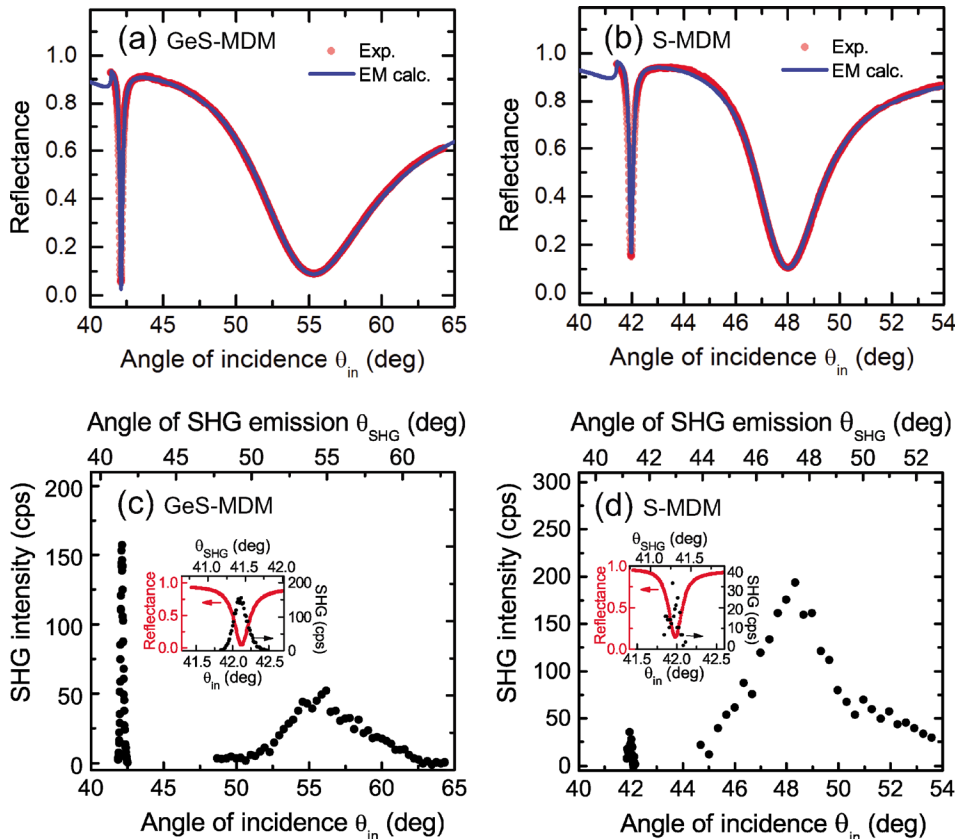 (a) GeS-MDM
Exp.
EM calc.
Reflectance
1.0
0.8
0.6
0.4
0.2
0.0
40 45 50 55 60 65
Angle of incidence θin (deg)
(b) S-MDM
Exp.
EM calc.
Reflectance
1.0
0.8
0.6
0.4
0.2
0.0
40 42 44 46 48 50 52 54
Angle of incidence θin (deg)
Angle of SHG emission θSHG (deg)
40 45 50 55 60
(c) GeS-MDM
SHG intensity (cps)
200
150
100
50
0
θSHG (deg)
41.0 41.5 42.0
Reflectance
1.0
0.5
0.0
200
100
0
SHG (cps)
41.5 42.0 42.5
θin (deg)
40 45 50 55 60 65
Angle of incidence θin (deg)
Angle of SHG emission θSHG (deg)
40 42 44 46 48 50 52
(d) S-MDM
SHG intensity (cps)
300
250
200
150
100
50
0
θSHG (deg)
41.0 41.5
Reflectance
1.0
0.5
0.0
40
30
20
10
0
SHG (cps)
41.5 42.0 42.5
θin (deg)
40 42 44 46 48 50 52 54
Angle of incidence θin (deg)